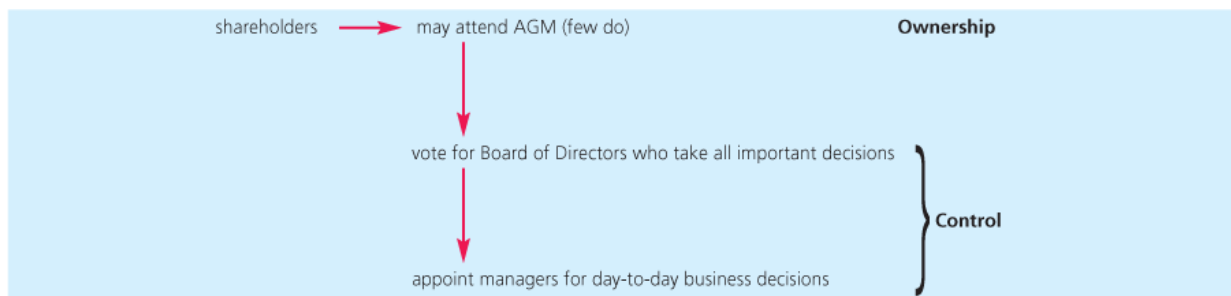 shareholders may attend AGM (few do) Ownership
vote for Board of Directors who take all important decisions
Control
appoint managers for day-to-day business decisions